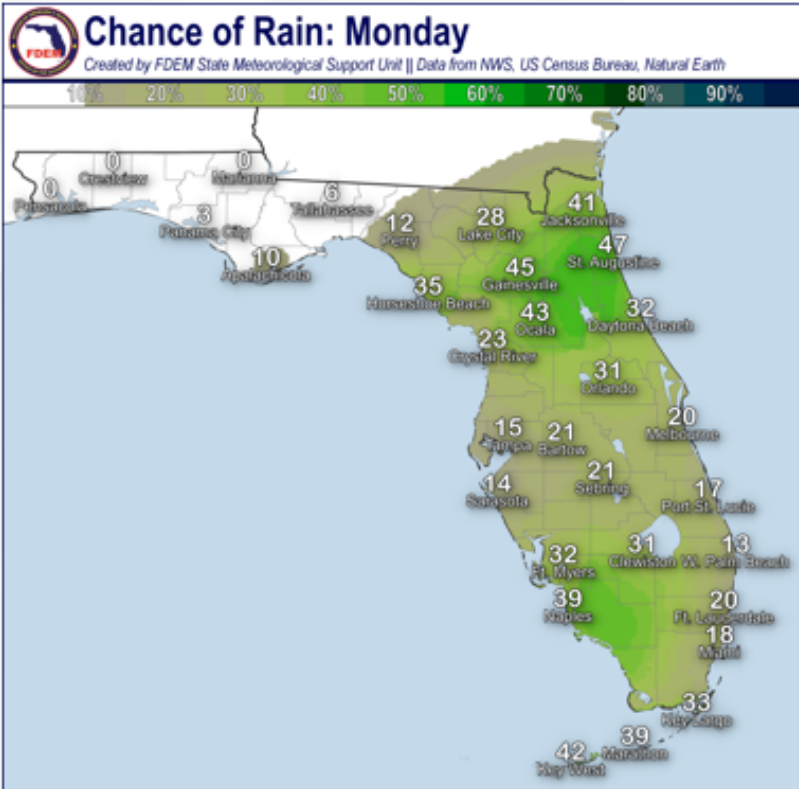 FDEM
Chance of Rain: Monday
Created by FDEM State Meteorological Support Unit || Data from NWS, US Census Bureau, Natural Earth
10% 20% 30% 40% 50% 60% 70% 80% 90%
0
Crestview
0
Marianna
0
Pensacola
6
Tallahassee
3
Panama City
10
Apalachicola
12
Perry
28
Lake City
41
Jacksonville
47
St. Augustine
45
Gainesville
35
Horseshoe Beach
43
Ocala
32
Daytona Beach
23
Crystal River
31
Orlando
20
Melbourne
15
Tampa
21
Bartow
21
Sebring
14
Sarasota
17
Port St. Lucie
32
Ft. Myers
31
Clewiston
13
W. Palm Beach
39
Naples
20
Ft. Lauderdale
18
Miami
33
Key Largo
39
Marathon
42
Key West